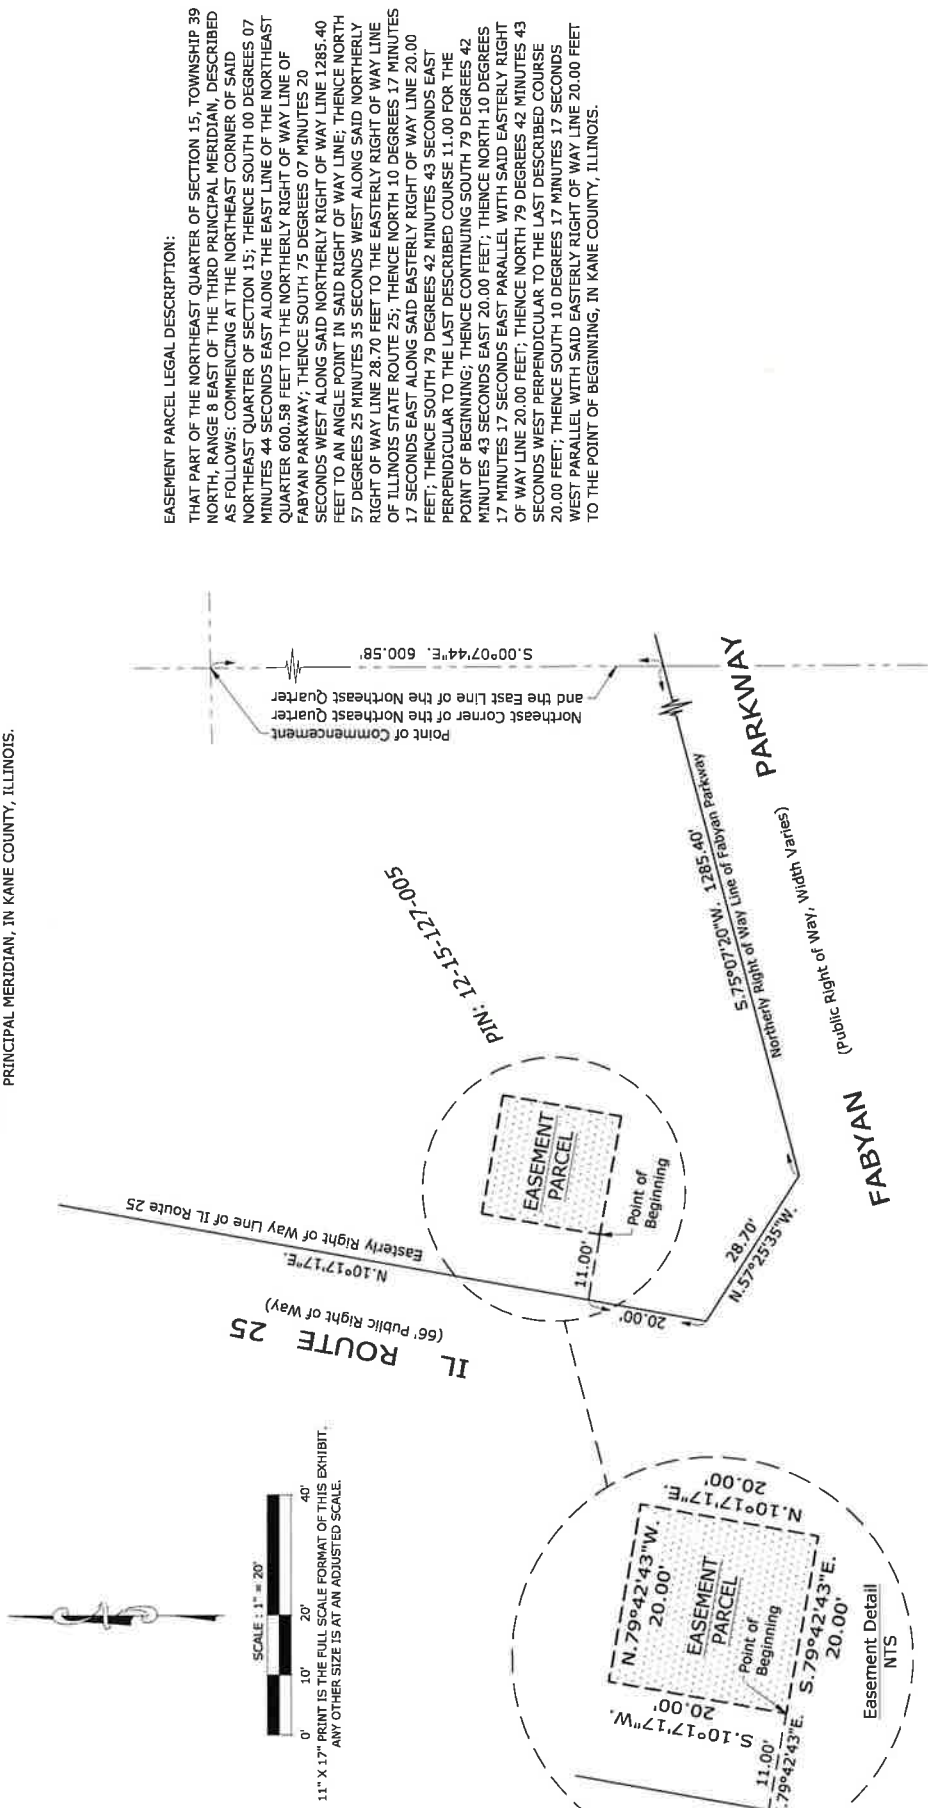 PRINCIPAL MERIDIAN, IN KANE COUNTY, ILLINOIS.
EASEMENT PARCEL LEGAL DESCRIPTION:
THAT PART OF THE NORTHEAST QUARTER OF SECTION 15, TOWNSHIP 39
NORTH, RANGE 8 EAST OF THE THIRD PRINCIPAL MERIDIAN, DESCRIBED
AS FOLLOWS: COMMENCING AT THE NORTHEAST CORNER OF SAID
NORTHEAST QUARTER OF SECTION 15; THENCE SOUTH 00 DEGREES 07
MINUTES 44 SECONDS EAST ALONG THE EAST LINE OF THE NORTHEAST
QUARTER 600.58 FEET TO THE NORTHERLY RIGHT OF WAY LINE OF
FABYAN PARKWAY; THENCE SOUTH 75 DEGREES 07 MINUTES 20
SECONDS WEST ALONG SAID NORTHERLY RIGHT OF WAY LINE 1285.40
FEET TO AN ANGLE POINT IN SAID RIGHT OF WAY LINE; THENCE NORTH
57 DEGREES 25 MINUTES 35 SECONDS WEST ALONG SAID NORTHERLY
RIGHT OF WAY LINE 28.70 FEET TO THE EASTERLY RIGHT OF WAY LINE
OF ILLINOIS STATE ROUTE 25; THENCE NORTH 10 DEGREES 17 MINUTES
17 SECONDS EAST ALONG SAID EASTERLY RIGHT OF WAY LINE 20.00
FEET; THENCE SOUTH 79 DEGREES 42 MINUTES 43 SECONDS EAST
PERPENDICULAR TO THE LAST DESCRIBED COURSE 11.00 FOR THE
POINT OF BEGINNING; THENCE CONTINUING SOUTH 79 DEGREES 42
MINUTES 43 SECONDS EAST 20.00 FEET; THENCE NORTH 10 DEGREES
17 MINUTES 17 SECONDS EAST PARALLEL WITH SAID EASTERLY RIGHT
OF WAY LINE 20.00 FEET; THENCE NORTH 79 DEGREES 42 MINUTES 43
SECONDS WEST PERPENDICULAR TO THE LAST DESCRIBED COURSE
20.00 FEET; THENCE SOUTH 10 DEGREES 17 MINUTES 17 SECONDS
WEST PARALLEL WITH SAID EASTERLY RIGHT OF WAY LINE 20.00 FEET
TO THE POINT OF BEGINNING, IN KANE COUNTY, ILLINOIS.
Point of Commencement
Northeast Corner of the Northeast Quarter
and the East Line of the Northeast Quarter
S.00°07'44"E. 600.58'
PIN: 12-15-127-005
S.75°07'20"W. 1285.40'
Northerly Right of Way Line of Fabyan Parkway
FABYAN PARKWAY
(Public Right of Way, Width Varies)
EASEMENT
PARCEL
Point of
Beginning
11.00'
20.00'
28.70'
N.57°25'35"W.
Easterly Right of Way Line of IL Route 25
N.10°17'17"E.
(66' Public Right of Way)
IL ROUTE 25
SCALE : 1" = 20'
0' 10' 20' 40'
11" X 17" PRINT IS THE FULL SCALE FORMAT OF THIS EXHIBIT.
ANY OTHER SIZE IS AT AN ADJUSTED SCALE.
N.79°42'43"W.
20.00'
N.10°17'17"E.
20.00'
EASEMENT
PARCEL
S.10°17'17"W.
20.00'
Point of
Beginning
S.79°42'43"E.
20.00'
11.00'
.79°42'43"E.
Easement Detail
NTS